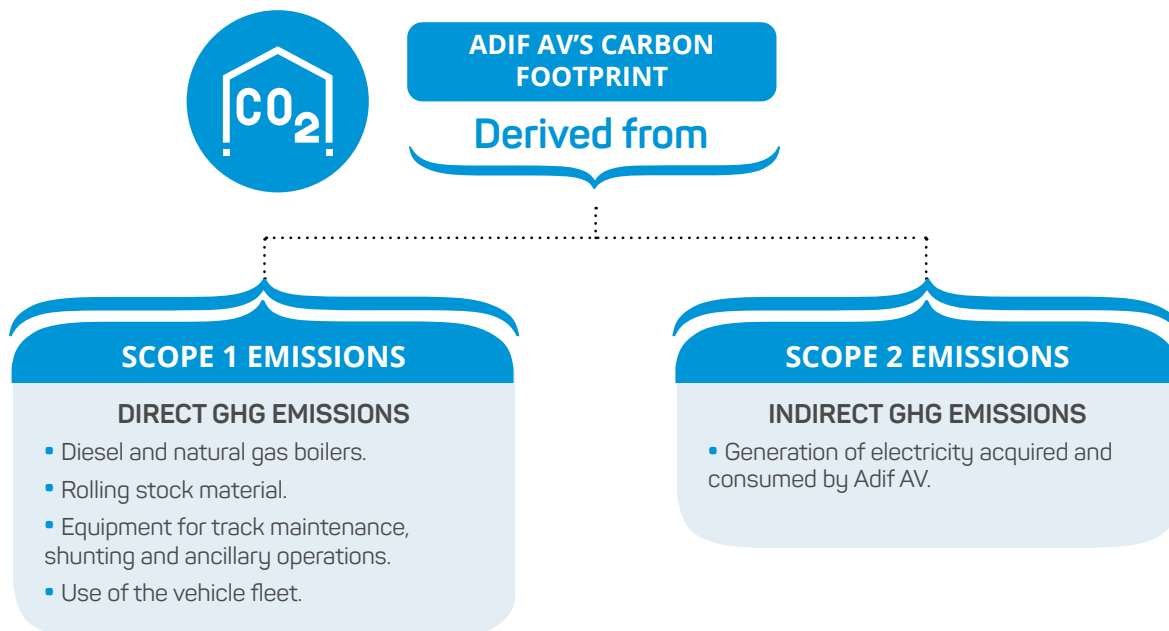 CO2
ADIF AV'S CARBON
FOOTPRINT
Derived from
SCOPE 1 EMISSIONS
DIRECT GHG EMISSIONS
• Diesel and natural gas boilers.
• Rolling stock material.
• Equipment for track maintenance,
shunting and ancillary operations.
• Use of the vehicle fleet.
SCOPE 2 EMISSIONS
INDIRECT GHG EMISSIONS
• Generation of electricity acquired and
consumed by Adif AV.